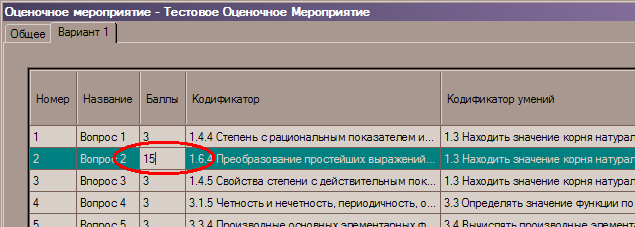 Оценочное мероприятие - Тестовое Оценочное Мероприятие
Общее Вариант 1
Номер Название Баллы Кодификатор Кодификатор умений
1 Вопрос 1 3 1.4.4 Степень с рациональным показателем и... 1.3 Находить значение корня натурал
2 Вопрос 2 15 1.6.4 Преобразование простейших выражений... 1.3 Находить значение корня натурал
3 Вопрос 3 3 1.4.5 Свойства степени с действительным пок... 1.3 Находить значение корня натурал
4 Вопрос 4 3 3.1.5 Четность и нечетность, периодичность, о... 3.3 Определять значение функции по
5 Вопрос 5 3 3.3.4 Производные основных элементарных ф... 3.4 Вычислять производные элемен